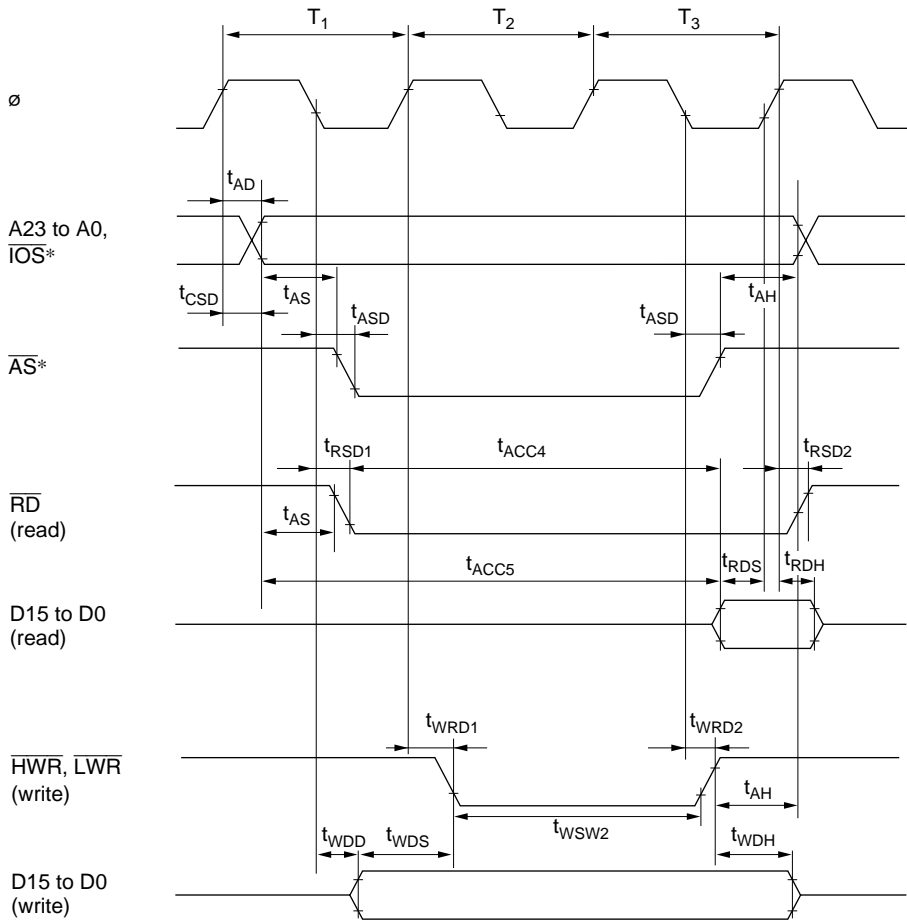 T1 T2 T3
ø
tAD
A23 to A0,
IOS*
tCSD tAS tAH
tASD tASD
AS*
tRSD1 tACC4 tRSD2
RD
(read)
tAS
tACC5 tRDS tRDH
D15 to D0
(read)
tWRD1 tWRD2
HWR, LWR
(write)
tAH
tWSW2
tWDD tWDS tWDH
D15 to D0
(write)